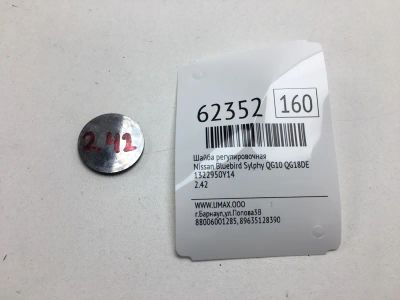 2.42
62352 160
Шайба регулировочная
Nissan Bluebird Sylphy QG10 QG18DE
1322950Y14
2.42
WWW.UMAX.OOO
г.Барнаул,ул.Попова3В
88006001285, 89635128390